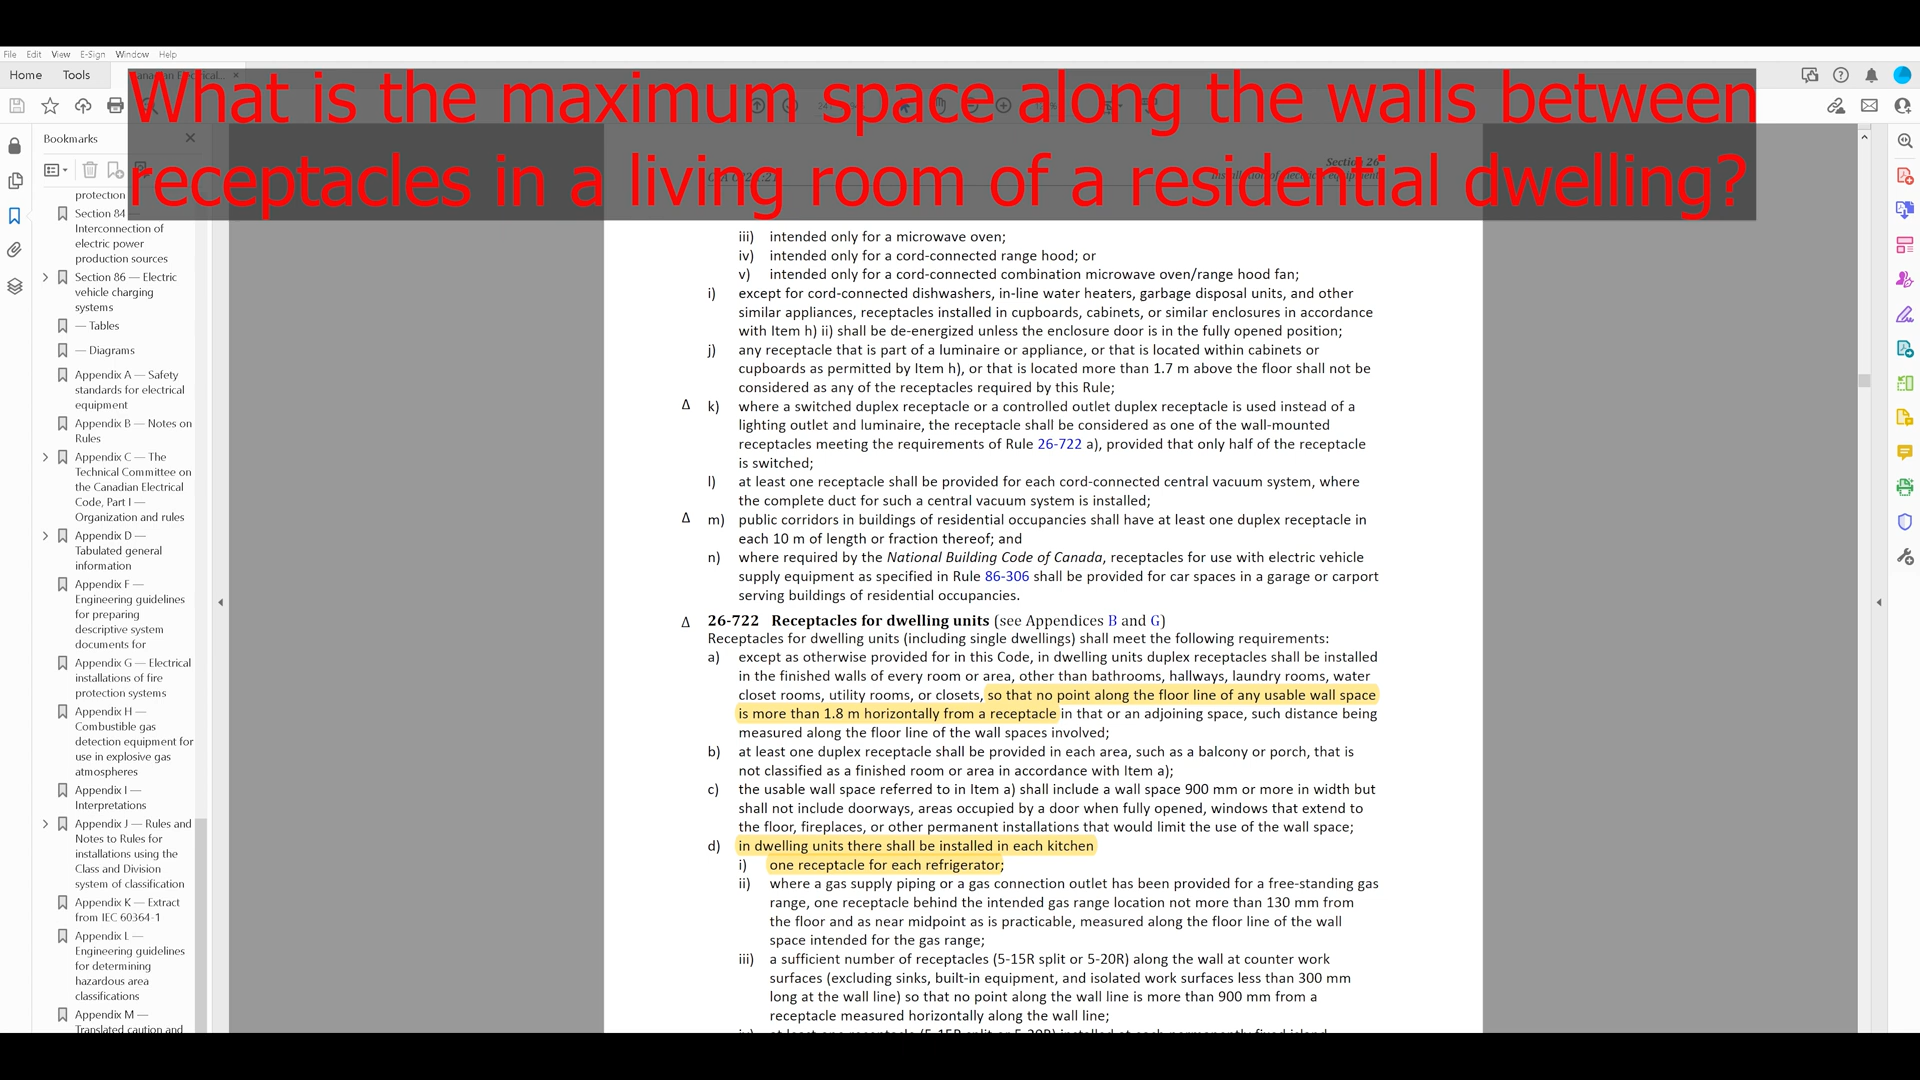 File Edit View E-Sign Window Help
Home Tools
What is the maximum space along the walls between
receptacles in a living room of a residential dwelling?
Bookmarks
protection
Section 84 —
Interconnection of
electric power
production sources
Section 86 — Electric
vehicle charging
systems
— Tables
— Diagrams
Appendix A — Safety
standards for electrical
equipment
Appendix B — Notes on
Rules
Appendix C — The
Technical Committee on
the Canadian Electrical
Code, Part I —
Organization and rules
Appendix D —
Tabulated general
information
Appendix F —
Engineering guidelines
for preparing
descriptive system
documents for
Appendix G — Electrical
installations of fire
protection systems
Appendix H —
Combustible gas
detection equipment for
use in explosive gas
atmospheres
Appendix I —
Interpretations
Appendix J — Rules and
Notes to Rules for
installations using the
Class and Division
system of classification
Appendix K — Extract
from IEC 60364-1
Appendix L —
Engineering guidelines
for determining
hazardous area
classifications
Appendix M —
Translated caution and
Section 26
iii) intended only for a microwave oven;
iv) intended only for a cord-connected range hood; or
v) intended only for a cord-connected combination microwave oven/range hood fan;
i) except for cord-connected dishwashers, in-line water heaters, garbage disposal units, and other
similar appliances, receptacles installed in cupboards, cabinets, or similar enclosures in accordance
with Item h) ii) shall be de-energized unless the enclosure door is in the fully opened position;
j) any receptacle that is part of a luminaire or appliance, or that is located within cabinets or
cupboards as permitted by Item h), or that is located more than 1.7 m above the floor shall not be
considered as any of the receptacles required by this Rule;
Δ k) where a switched duplex receptacle or a controlled outlet duplex receptacle is used instead of a
lighting outlet and luminaire, the receptacle shall be considered as one of the wall-mounted
receptacles meeting the requirements of Rule 26-722 a), provided that only half of the receptacle
is switched;
l) at least one receptacle shall be provided for each cord-connected central vacuum system, where
the complete duct for such a central vacuum system is installed;
Δ m) public corridors in buildings of residential occupancies shall have at least one duplex receptacle in
each 10 m of length or fraction thereof; and
n) where required by the National Building Code of Canada, receptacles for use with electric vehicle
supply equipment as specified in Rule 86-306 shall be provided for car spaces in a garage or carport
serving buildings of residential occupancies.
Δ 26-722 Receptacles for dwelling units (see Appendices B and G)
Receptacles for dwelling units (including single dwellings) shall meet the following requirements:
a) except as otherwise provided for in this Code, in dwelling units duplex receptacles shall be installed
in the finished walls of every room or area, other than bathrooms, hallways, laundry rooms, water
closet rooms, utility rooms, or closets, so that no point along the floor line of any usable wall space
is more than 1.8 m horizontally from a receptacle in that or an adjoining space, such distance being
measured along the floor line of the wall spaces involved;
b) at least one duplex receptacle shall be provided in each area, such as a balcony or porch, that is
not classified as a finished room or area in accordance with Item a);
c) the usable wall space referred to in Item a) shall include a wall space 900 mm or more in width but
shall not include doorways, areas occupied by a door when fully opened, windows that extend to
the floor, fireplaces, or other permanent installations that would limit the use of the wall space;
d) in dwelling units there shall be installed in each kitchen
i) one receptacle for each refrigerator;
ii) where a gas supply piping or a gas connection outlet has been provided for a free-standing gas
range, one receptacle behind the intended gas range location not more than 130 mm from
the floor and as near midpoint as is practicable, measured along the floor line of the wall
space intended for the gas range;
iii) a sufficient number of receptacles (5-15R split or 5-20R) along the wall at counter work
surfaces (excluding sinks, built-in equipment, and isolated work surfaces less than 300 mm
long at the wall line) so that no point along the wall line is more than 900 mm from a
receptacle measured horizontally along the wall line;